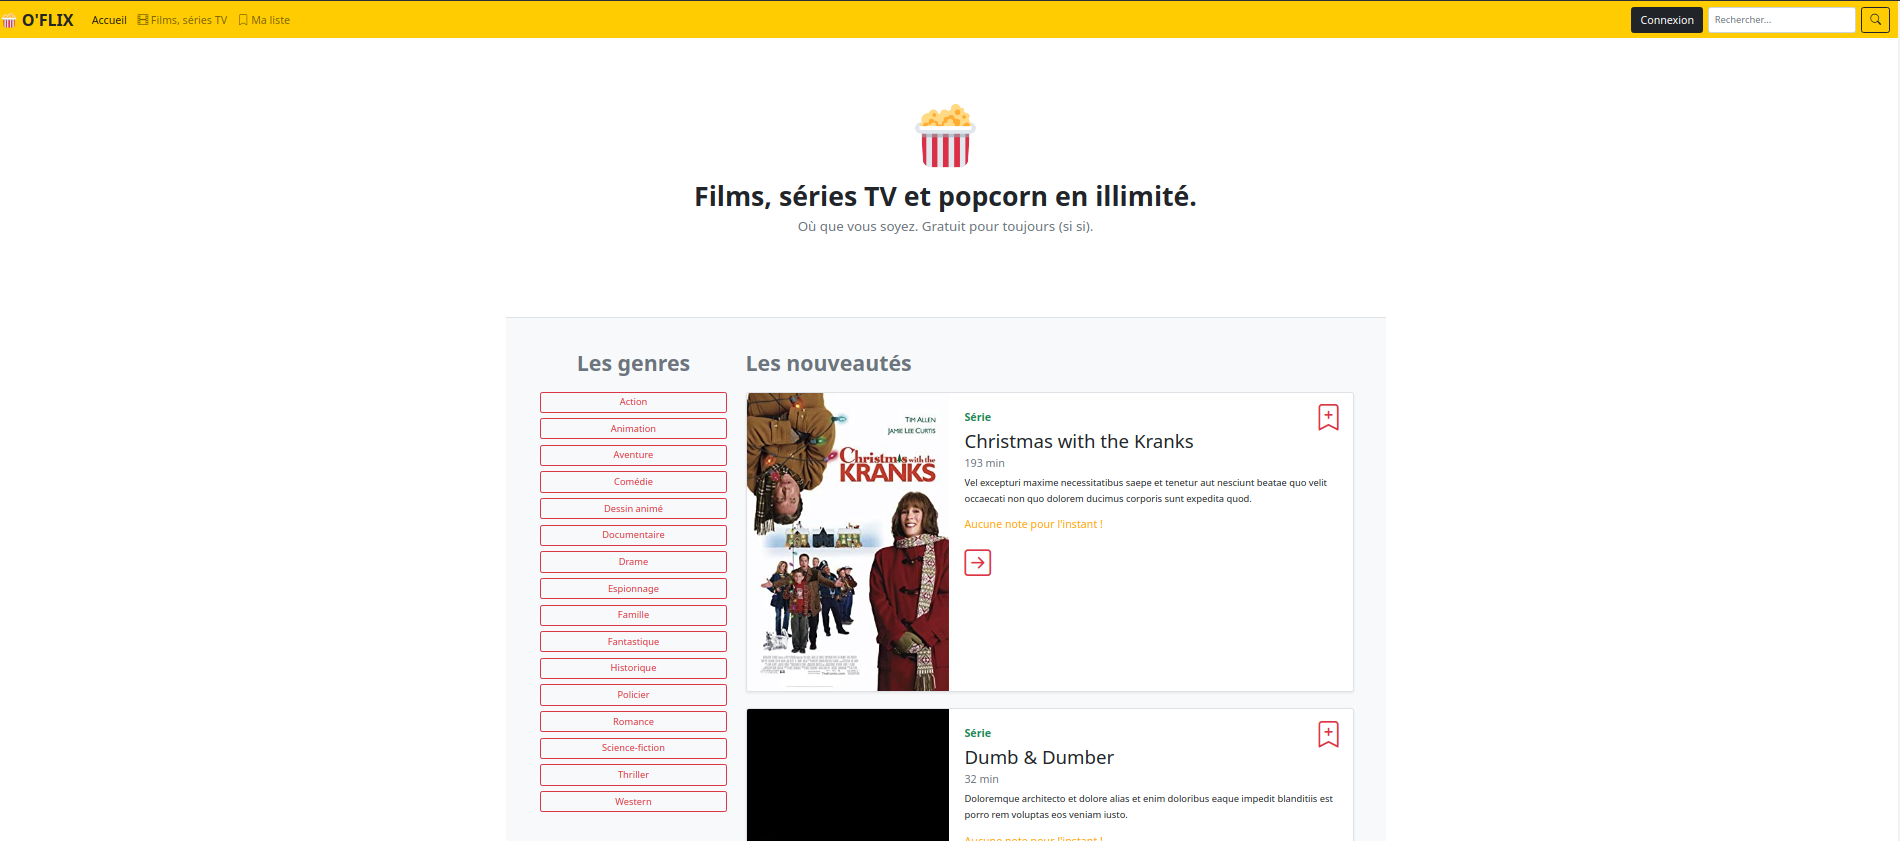 O'FLIX Accueil Films, séries TV Ma liste Connexion Rechercher...
Films, séries TV et popcorn en illimité.
Où que vous soyez. Gratuit pour toujours (si si).
Les genres
Action
Animation
Aventure
Comédie
Dessin animé
Documentaire
Drame
Espionnage
Famille
Fantastique
Historique
Policier
Romance
Science-fiction
Thriller
Western
Les nouveautés
TIM ALLEN
JAMIE LEE CURTIS
Christmas with the
KRANKS
Série
Christmas with the Kranks
193 min
Vel excepturi maxime necessitatibus saepe et tenetur aut nesciunt beatae quo velit
occaecati non quo dolorem ducimus corporis sunt expedita quod.
Aucune note pour l'instant !
Série
Dumb & Dumber
32 min
Doloremque architecto et dolore alias et enim doloribus eaque impedit blanditiis est
porro rem voluptas eos veniam iusto.
Aucune note pour l'instant !